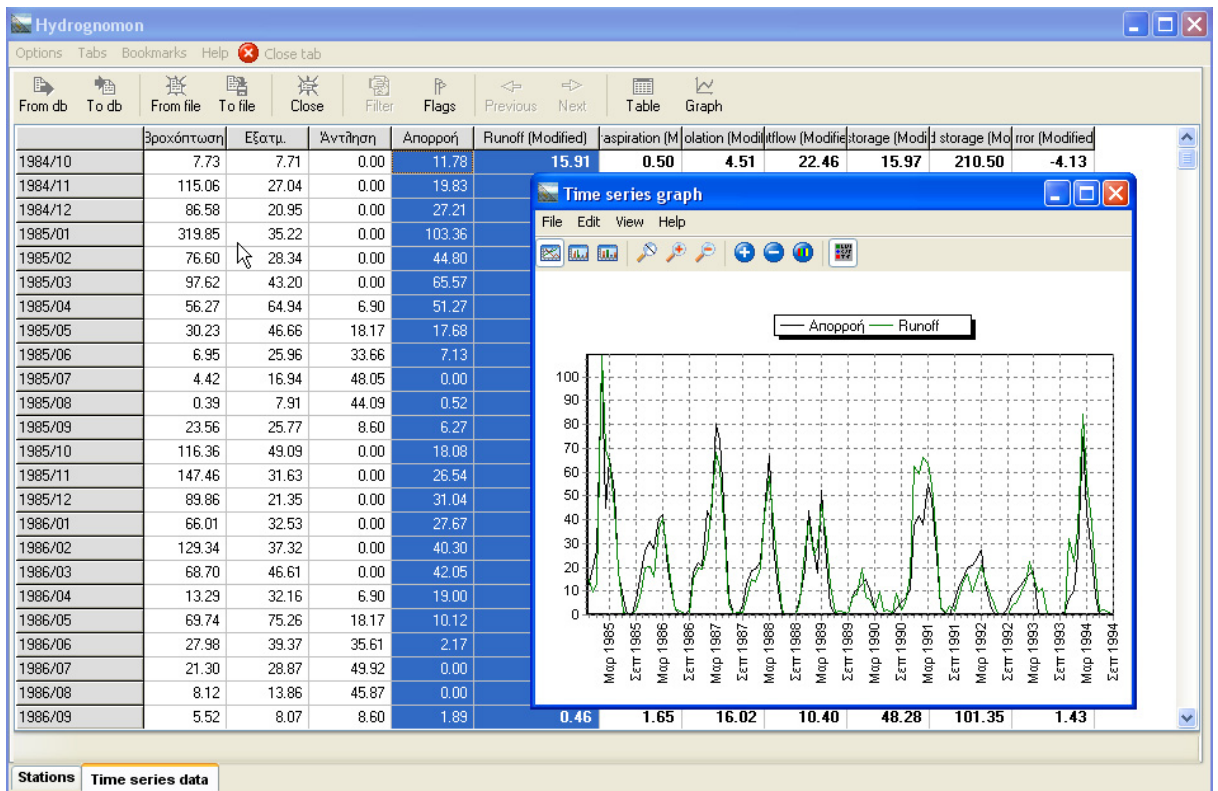 Hydrognomon
Options Tabs Bookmarks Help Close tab
From db To db From file To file Close Filter Flags Previous Next Table Graph
Βροχόπτωση Εξατμ. Άντληση Απορροή Runoff (Modified) :aspiration (M olation (Modif itflow (Modifie storage (Modi d storage (Mo rror (Modified
1984/10 7.73 7.71 0.00 11.78 15.91 0.50 4.51 22.46 15.97 210.50 -4.13
1984/11 115.06 27.04 0.00 19.83
1984/12 86.58 20.95 0.00 27.21
1985/01 319.85 35.22 0.00 103.36
1985/02 76.60 28.34 0.00 44.80
1985/03 97.62 43.20 0.00 65.57
1985/04 56.27 64.94 6.90 51.27
1985/05 30.23 46.66 18.17 17.68
1985/06 6.95 25.96 33.66 7.13
1985/07 4.42 16.94 48.05 0.00
1985/08 0.39 7.91 44.09 0.52
1985/09 23.56 25.77 8.60 6.27
1985/10 116.36 49.09 0.00 18.08
1985/11 147.46 31.63 0.00 26.54
1985/12 89.86 21.35 0.00 31.04
1986/01 66.01 32.53 0.00 27.67
1986/02 129.34 37.32 0.00 40.30
1986/03 68.70 46.61 0.00 42.05
1986/04 13.29 32.16 6.90 19.00
1986/05 69.74 75.26 18.17 10.12
1986/06 27.98 39.37 35.61 2.17
1986/07 21.30 28.87 49.92 0.00
1986/08 8.12 13.86 45.87 0.00
1986/09 5.52 8.07 8.60 1.89 0.46 1.65 16.02 10.40 48.28 101.35 1.43
Time series graph
File Edit View Help
Απορροή Runoff
100
90
80
70
60
50
40
30
20
10
0
Μαρ 1985 Σεπ 1985 Μαρ 1986 Σεπ 1986 Μαρ 1987 Σεπ 1987 Μαρ 1988 Σεπ 1988 Μαρ 1989 Σεπ 1989 Μαρ 1990 Σεπ 1990 Μαρ 1991 Σεπ 1991 Μαρ 1992 Σεπ 1992 Μαρ 1993 Σεπ 1993 Μαρ 1994 Σεπ 1994
Stations Time series data